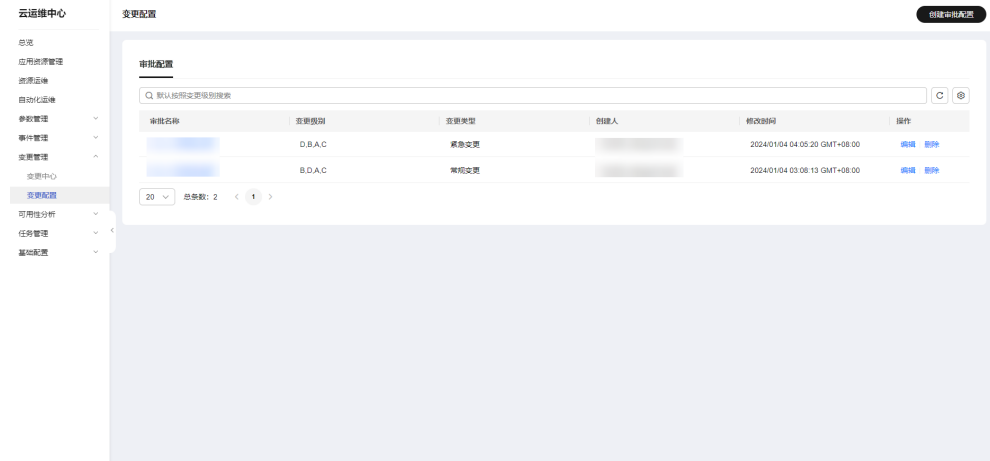 云运维中心
变更配置
创建审批配置
总览
应用资源管理
资源运维
自动化运维
参数管理
事件管理
变更管理
变更中心
变更配置
可用性分析
任务管理
基础配置
审批配置
默认按照变更级别搜索
审批名称 变更级别 变更类型 创建人 修改时间 操作
D,B,A,C 紧急变更 2024/01/04 04:05:20 GMT+08:00 编辑 删除
B,D,A,C 常规变更 2024/01/04 03:08:13 GMT+08:00 编辑 删除
20 总条数：2 < 1 >